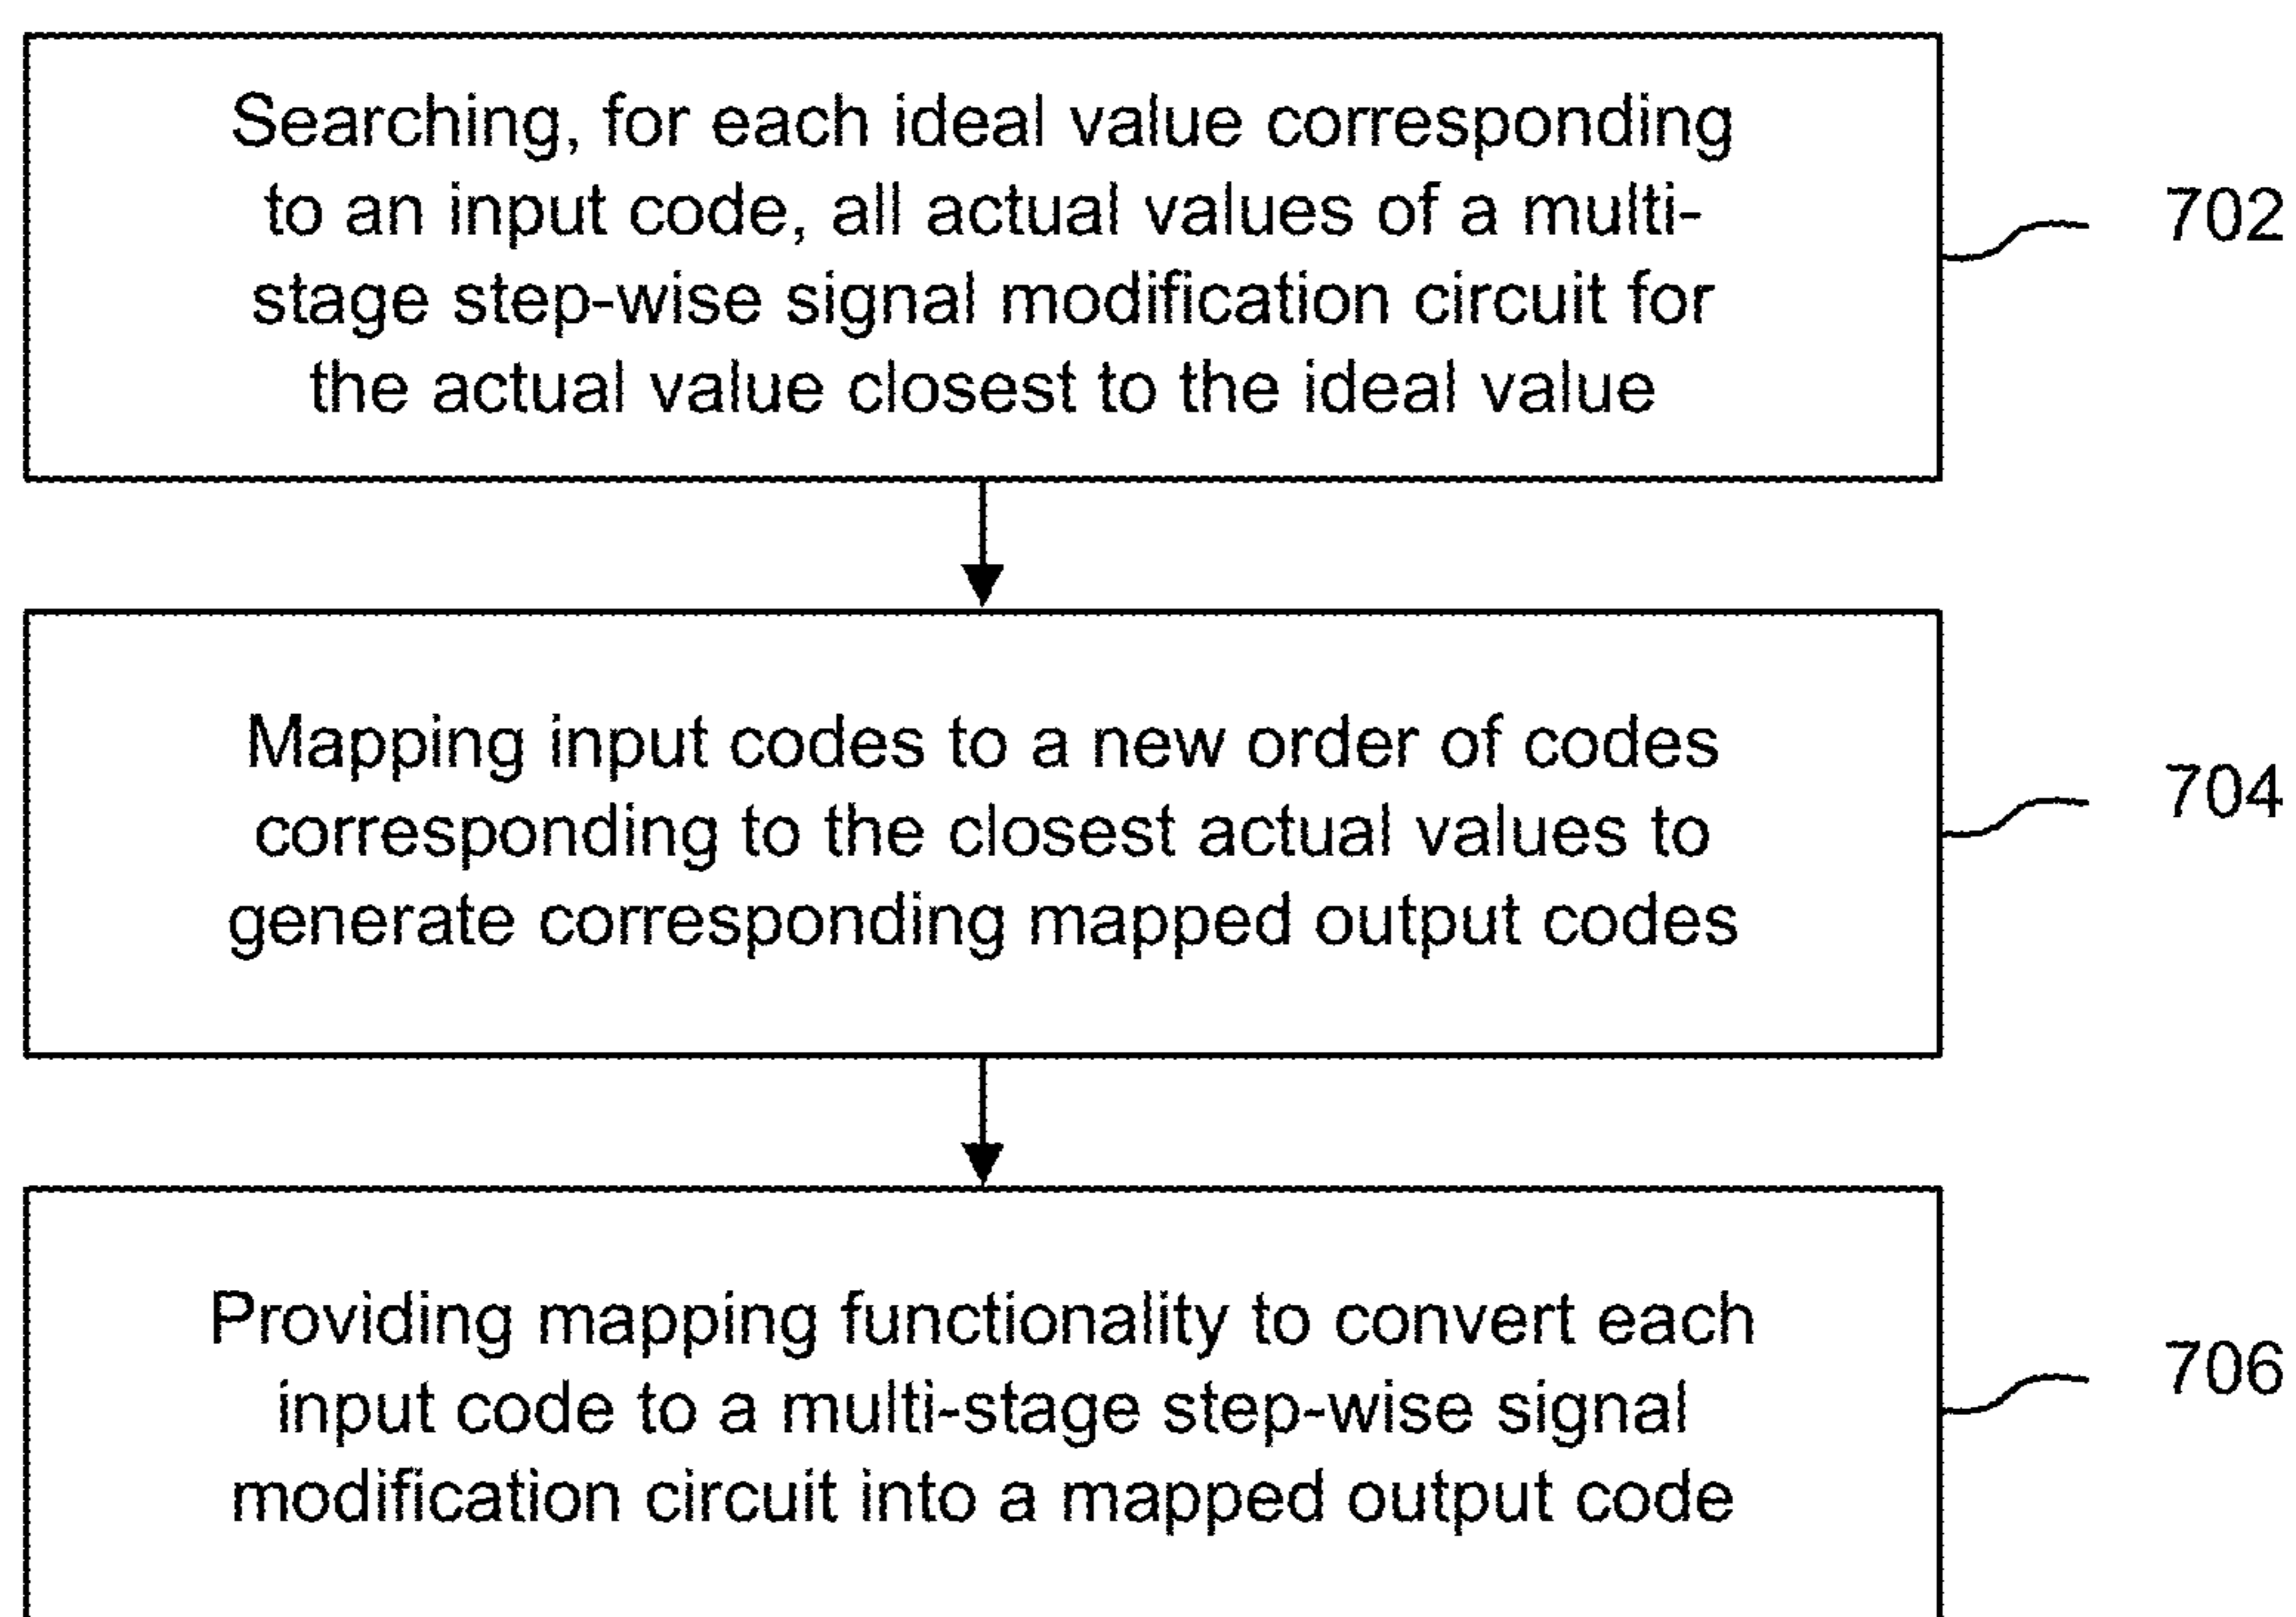 Searching, for each ideal value corresponding
to an input code, all actual values of a multi-
stage step-wise signal modification circuit for
the actual value closest to the ideal value
702
Mapping input codes to a new order of codes
corresponding to the closest actual values to
generate corresponding mapped output codes
704
Providing mapping functionality to convert each
input code to a multi-stage step-wise signal
modification circuit into a mapped output code
706